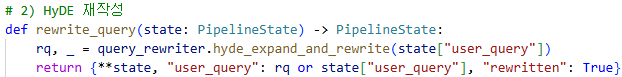 # 2) HyDE 재작성
def rewrite_query(state: PipelineState) -> PipelineState:
    rq, _ = query_rewriter.hyde_expand_and_rewrite(state["user_query"])
    return {**state, "user_query": rq or state["user_query"], "rewritten": True}